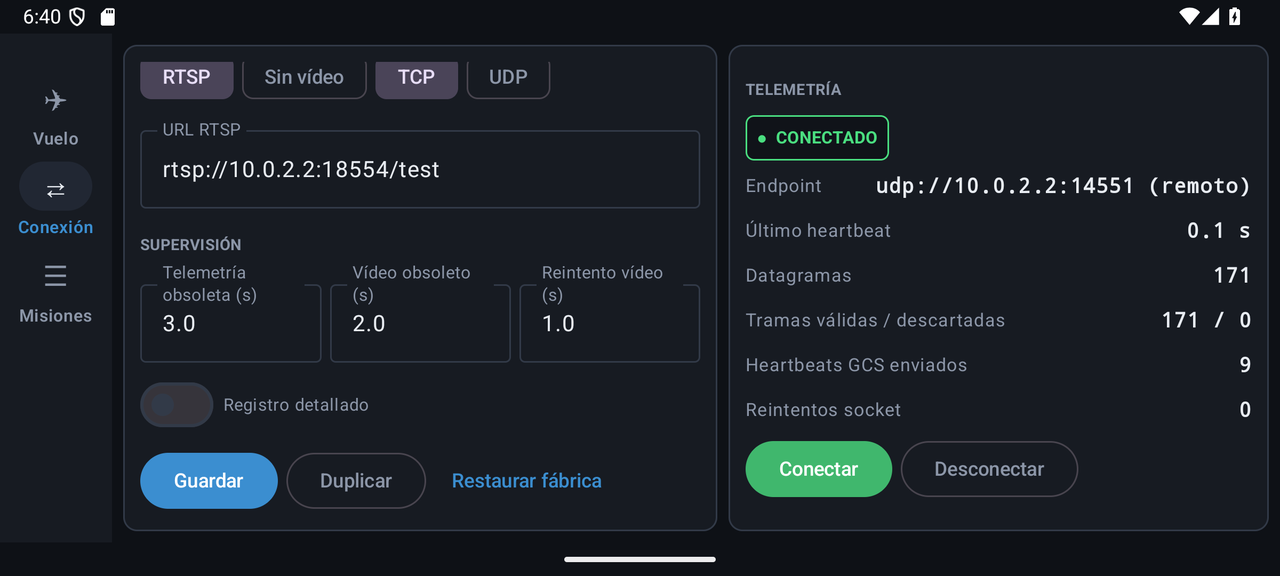 6:40
Vuelo
Conexión
Misiones
RTSP
Sin vídeo
TCP
UDP
URL RTSP
rtsp://10.0.2.2:18554/test
SUPERVISIÓN
Telemetría
obsoleta (s)
3.0
Vídeo obsoleto
(s)
2.0
Reintento vídeo
(s)
1.0
Registro detallado
Guardar
Duplicar
Restaurar fábrica
TELEMETRÍA
CONECTADO
Endpoint udp://10.0.2.2:14551 (remoto)
Último heartbeat 0.1 s
Datagramas 171
Tramas válidas / descartadas 171 / 0
Heartbeats GCS enviados 9
Reintentos socket 0
Conectar
Desconectar